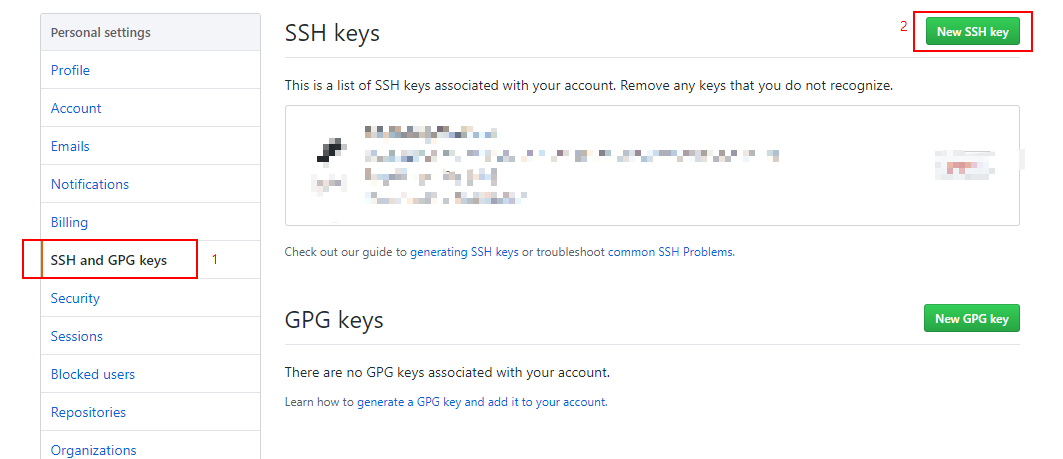 Personal settings
Profile
Account
Emails
Notifications
Billing
SSH and GPG keys
1
Security
Sessions
Blocked users
Repositories
Organizations
SSH keys
2
New SSH key
This is a list of SSH keys associated with your account. Remove any keys that you do not recognize.
Check out our guide to generating SSH keys or troubleshoot common SSH Problems.
GPG keys
New GPG key
There are no GPG keys associated with your account.
Learn how to generate a GPG key and add it to your account.